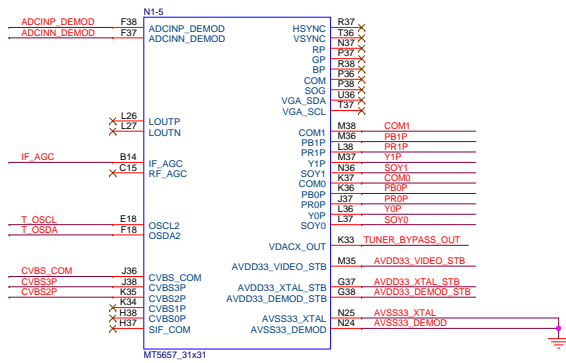 N1-5
ADCINP_DEMOD F38 ADCINP_DEMOD HSYNC R37
ADCINN_DEMOD F37 ADCINN_DEMOD VSYNC T36
RP N37
GP P37
BP R38
COM P36
SOG P38
VGA_SDA U36
VGA_SCL T37
L26 LOUTP
L27 LOUTN
COM1 M38 COM1
PB1P M36 PB1P
PR1P L38 PR1P
IF_AGC B14 IF_AGC Y1P M37 Y1P
C15 RF_AGC SOY1 N36 SOY1
COM0 K37 COM0
PB0P K36 PB0P
PR0P J37 PR0P
Y0P L36 Y0P
T_OSCL E18 OSCL2 SOY0 L37 SOY0
T_OSDA F18 OSDA2
VDACX_OUT K33 TUNER_BYPASS_OUT
AVDD33_VIDEO_STB M35 AVDD33_VIDEO_STB
CVBS_COM J36 CVBS_COM
CVBS3P J38 CVBS3P AVDD33_XTAL_STB G37 AVDD33_XTAL_STB
CVBS2P K35 CVBS2P AVDD33_DEMOD_STB G38 AVDD33_DEMOD_STB
K34 CVBS1P
H38 CVBS0P AVSS33_XTAL N25 AVSS33_XTAL
H37 SIF_COM AVSS33_DEMOD N24 AVSS33_DEMOD
MT5657_31x31